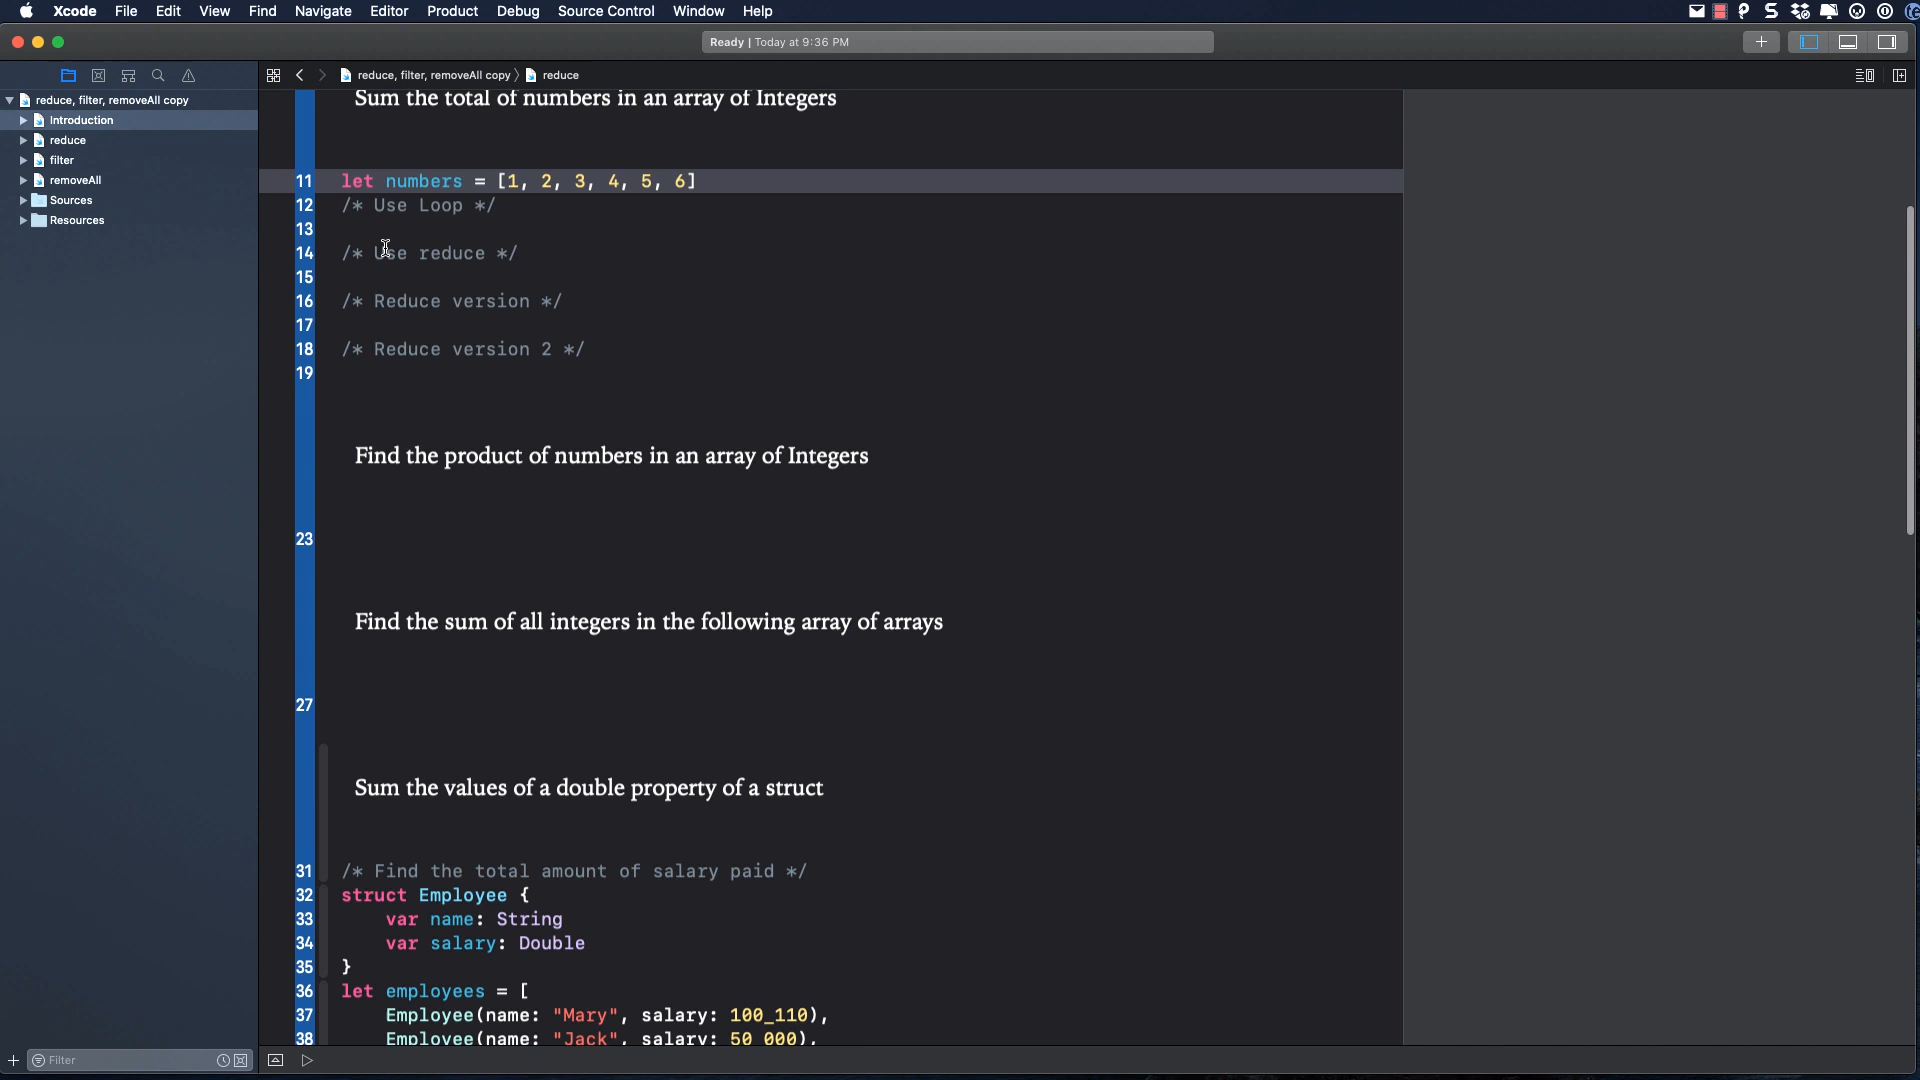 Xcode File Edit View Find Navigate Editor Product Debug Source Control Window Help
Ready | Today at 9:36 PM
reduce, filter, removeAll copy reduce
reduce, filter, removeAll copy
Introduction
reduce
filter
removeAll
Sources
Resources
Sum the total of numbers in an array of Integers
11 let numbers = [1, 2, 3, 4, 5, 6]
12 /* Use Loop */
13
14 /* Use reduce */
15
16 /* Reduce version */
17
18 /* Reduce version 2 */
19
Find the product of numbers in an array of Integers
23
Find the sum of all integers in the following array of arrays
27
Sum the values of a double property of a struct
31 /* Find the total amount of salary paid */
32 struct Employee {
33 var name: String
34 var salary: Double
35 }
36 let employees = [
37 Employee(name: "Mary", salary: 100_110),
38 Employee(name: "Jack", salary: 50_000),
Filter